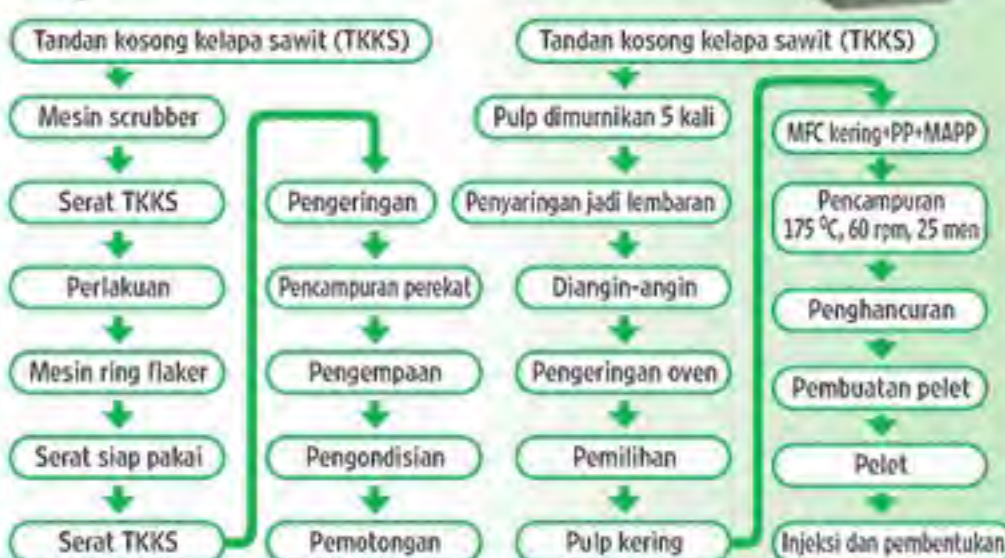 Tandan kosong kelapa sawit (TKKS)
Mesin scrubber
Serat TKKS
Perlakuan
Mesin ring flaker
Serat siap pakai
Serat TKKS
Pengeringan
Pencampuran perekat
Pengempaan
Pengondisian
Pemotongan
Tandan kosong kelapa sawit (TKKS)
Pulp dimurnikan 5 kali
Penyaringan jadi lembaran
Diangin-angin
Pengeringan oven
Pemilihan
Pulp kering
MFC kering+PP+MAPP
Pencampuran
175 ⁰C, 60 rpm, 25 men
Penghancuran
Pembuatan pelet
Pelet
Injeksi dan pembentukan